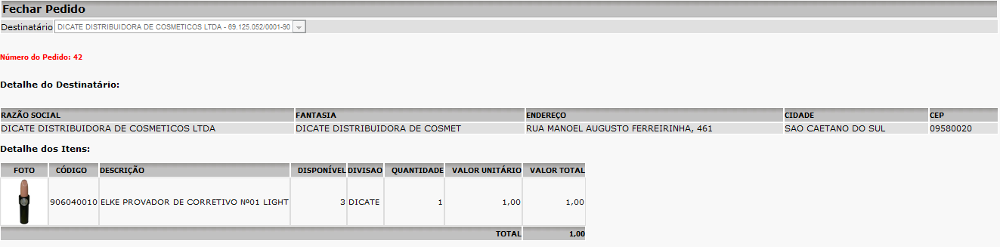 Fechar Pedido
Destinatário DICATE DISTRIBUIDORA DE COSMETICOS LTDA - 69.125.052/0001-90
Número do Pedido: 42
Detalhe do Destinatário:
RAZÃO SOCIAL FANTASIA ENDEREÇO CIDADE CEP
DICATE DISTRIBUIDORA DE COSMETICOS LTDA DICATE DISTRIBUIDORA DE COSMET RUA MANOEL AUGUSTO FERREIRINHA, 461 SAO CAETANO DO SUL 09580020
Detalhe dos Itens:
FOTO CÓDIGO DESCRIÇÃO DISPONÍVEL DIVISAO QUANTIDADE VALOR UNITÁRIO VALOR TOTAL
906040010 ELKE PROVADOR DE CORRETIVO Nº01 LIGHT 3 DICATE 1 1,00 1,00
TOTAL 1,00